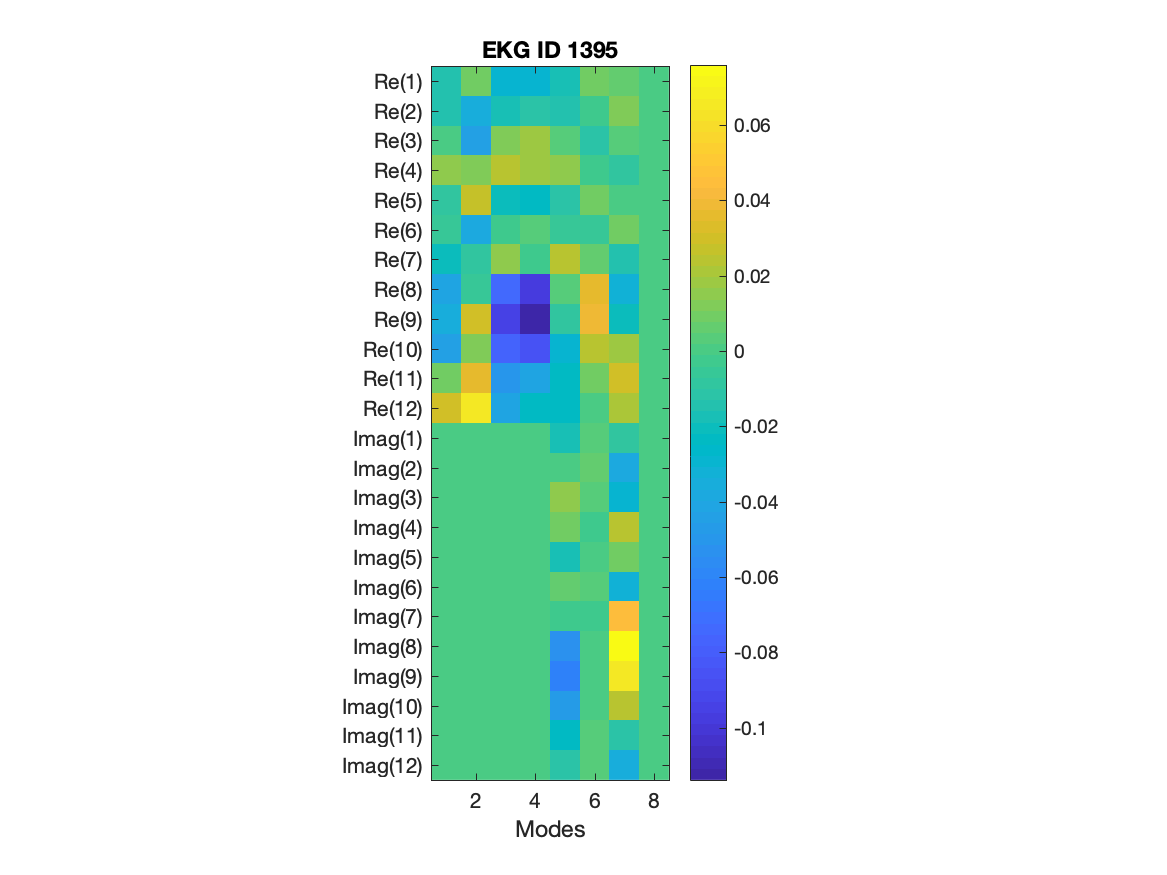 EKG ID 1395
Re(1)
Re(2)
Re(3)
Re(4)
Re(5)
Re(6)
Re(7)
Re(8)
Re(9)
Re(10)
Re(11)
Re(12)
Imag(1)
Imag(2)
Imag(3)
Imag(4)
Imag(5)
Imag(6)
Imag(7)
Imag(8)
Imag(9)
Imag(10)
Imag(11)
Imag(12)
2 4 6 8
Modes
0.06
0.04
0.02
0
-0.02
-0.04
-0.06
-0.08
-0.1